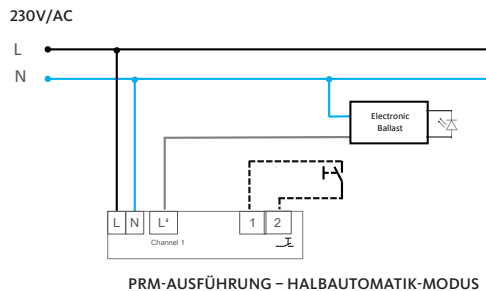 230V/AC
L L
N N
Electronic
Ballast
L N L' 1 2
Channel 1
PRM-AUSFÜHRUNG – HALBAUTOMATIK-MODUS